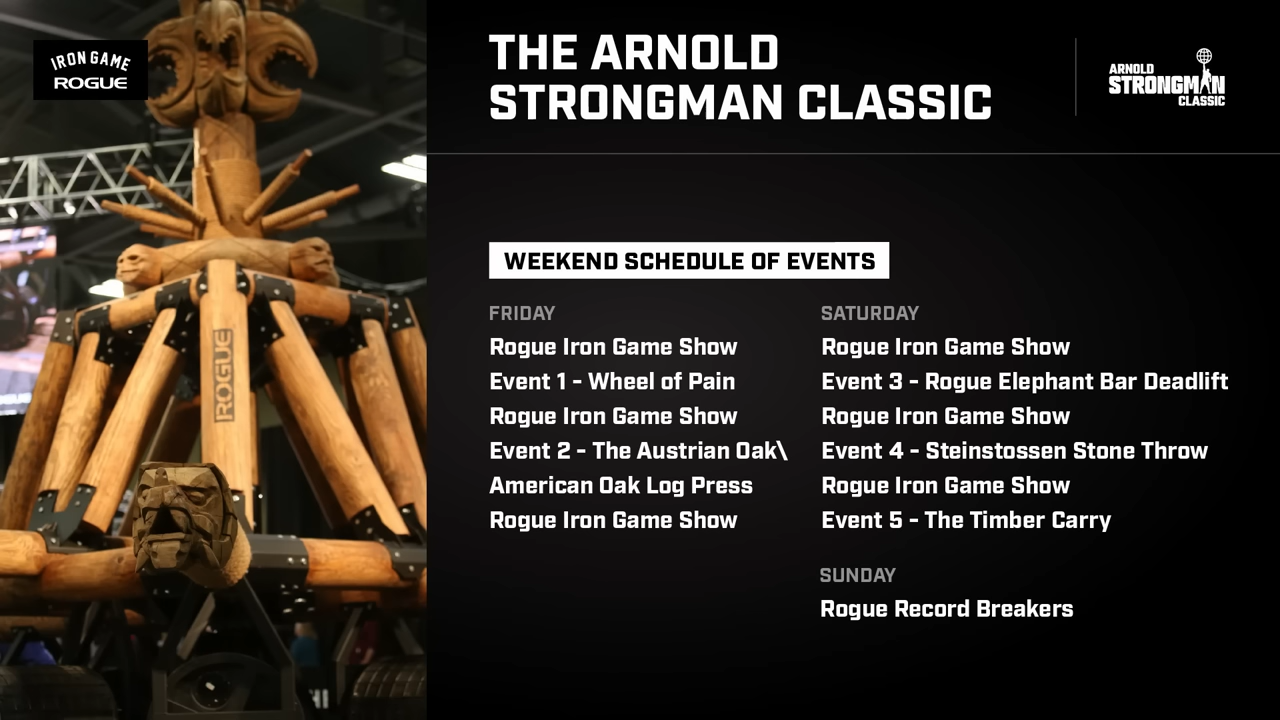 IRON GAME
ROGUE
THE ARNOLD
STRONGMAN CLASSIC
ARNOLD
STRONGMAN
CLASSIC
ROGUE
WEEKEND SCHEDULE OF EVENTS
FRIDAY
Rogue Iron Game Show
Event 1 - Wheel of Pain
Rogue Iron Game Show
Event 2 - The Austrian Oak\
American Oak Log Press
Rogue Iron Game Show
SATURDAY
Rogue Iron Game Show
Event 3 - Rogue Elephant Bar Deadlift
Rogue Iron Game Show
Event 4 - Steinstossen Stone Throw
Rogue Iron Game Show
Event 5 - The Timber Carry
SUNDAY
Rogue Record Breakers